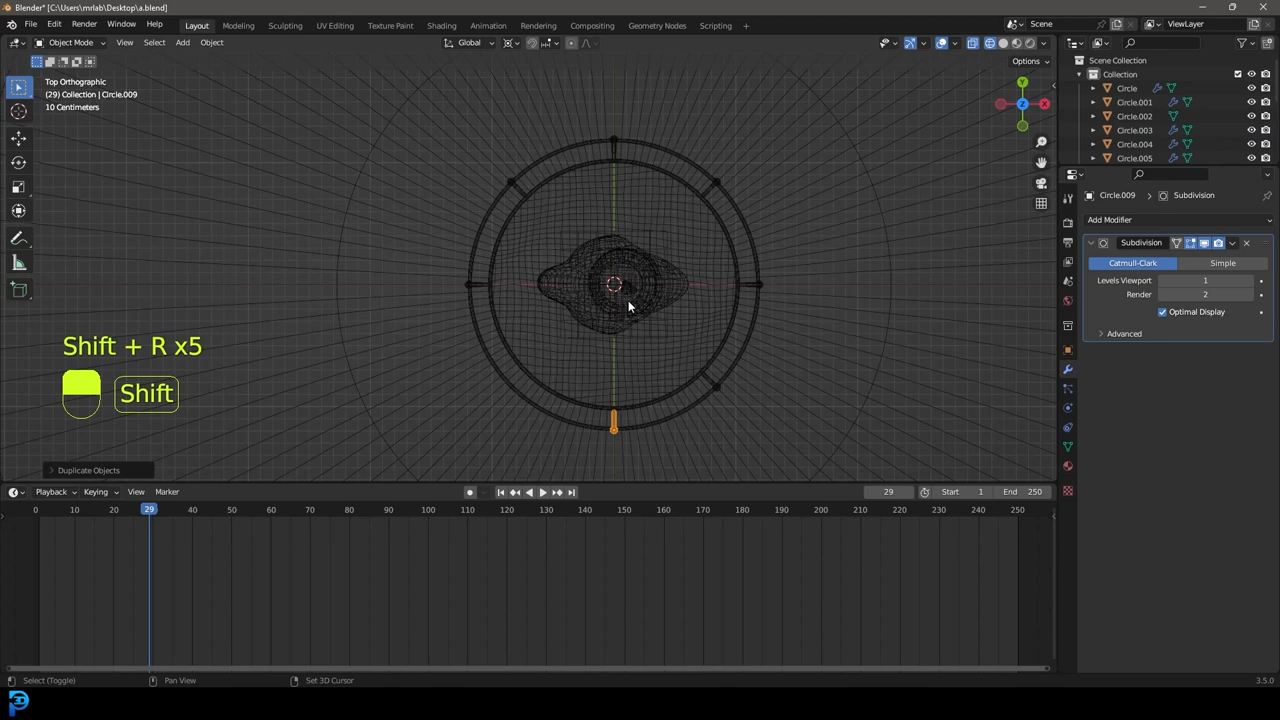 Blender* [C:\Users\mrlab\Desktop\a.blend]
File Edit Render Window Help Layout Modeling Sculpting UV Editing Texture Paint Shading Animation Rendering Compositing Geometry Nodes Scripting Scene ViewLayer
Object Mode View Select Add Object Global
Options
Top Orthographic
(29) Collection | Circle.009
10 Centimeters
Y
X
Z
Scene Collection
Collection
Circle
Circle.001
Circle.002
Circle.003
Circle.004
Circle.005
Circle.009 > Subdivision
Add Modifier
Subdivision
Catmull-Clark Simple
Levels Viewport 1
Render 2
Optimal Display
Advanced
Shift + R x5
Shift
Duplicate Objects
Playback Keying View Marker 29 Start 1 End 250
0 10 20 29 40 50 60 70 80 90 100 110 120 130 140 150 160 170 180 190 200 210 220 230 240 250
Select (Toggle) Pan View Set 3D Cursor 3.5.0